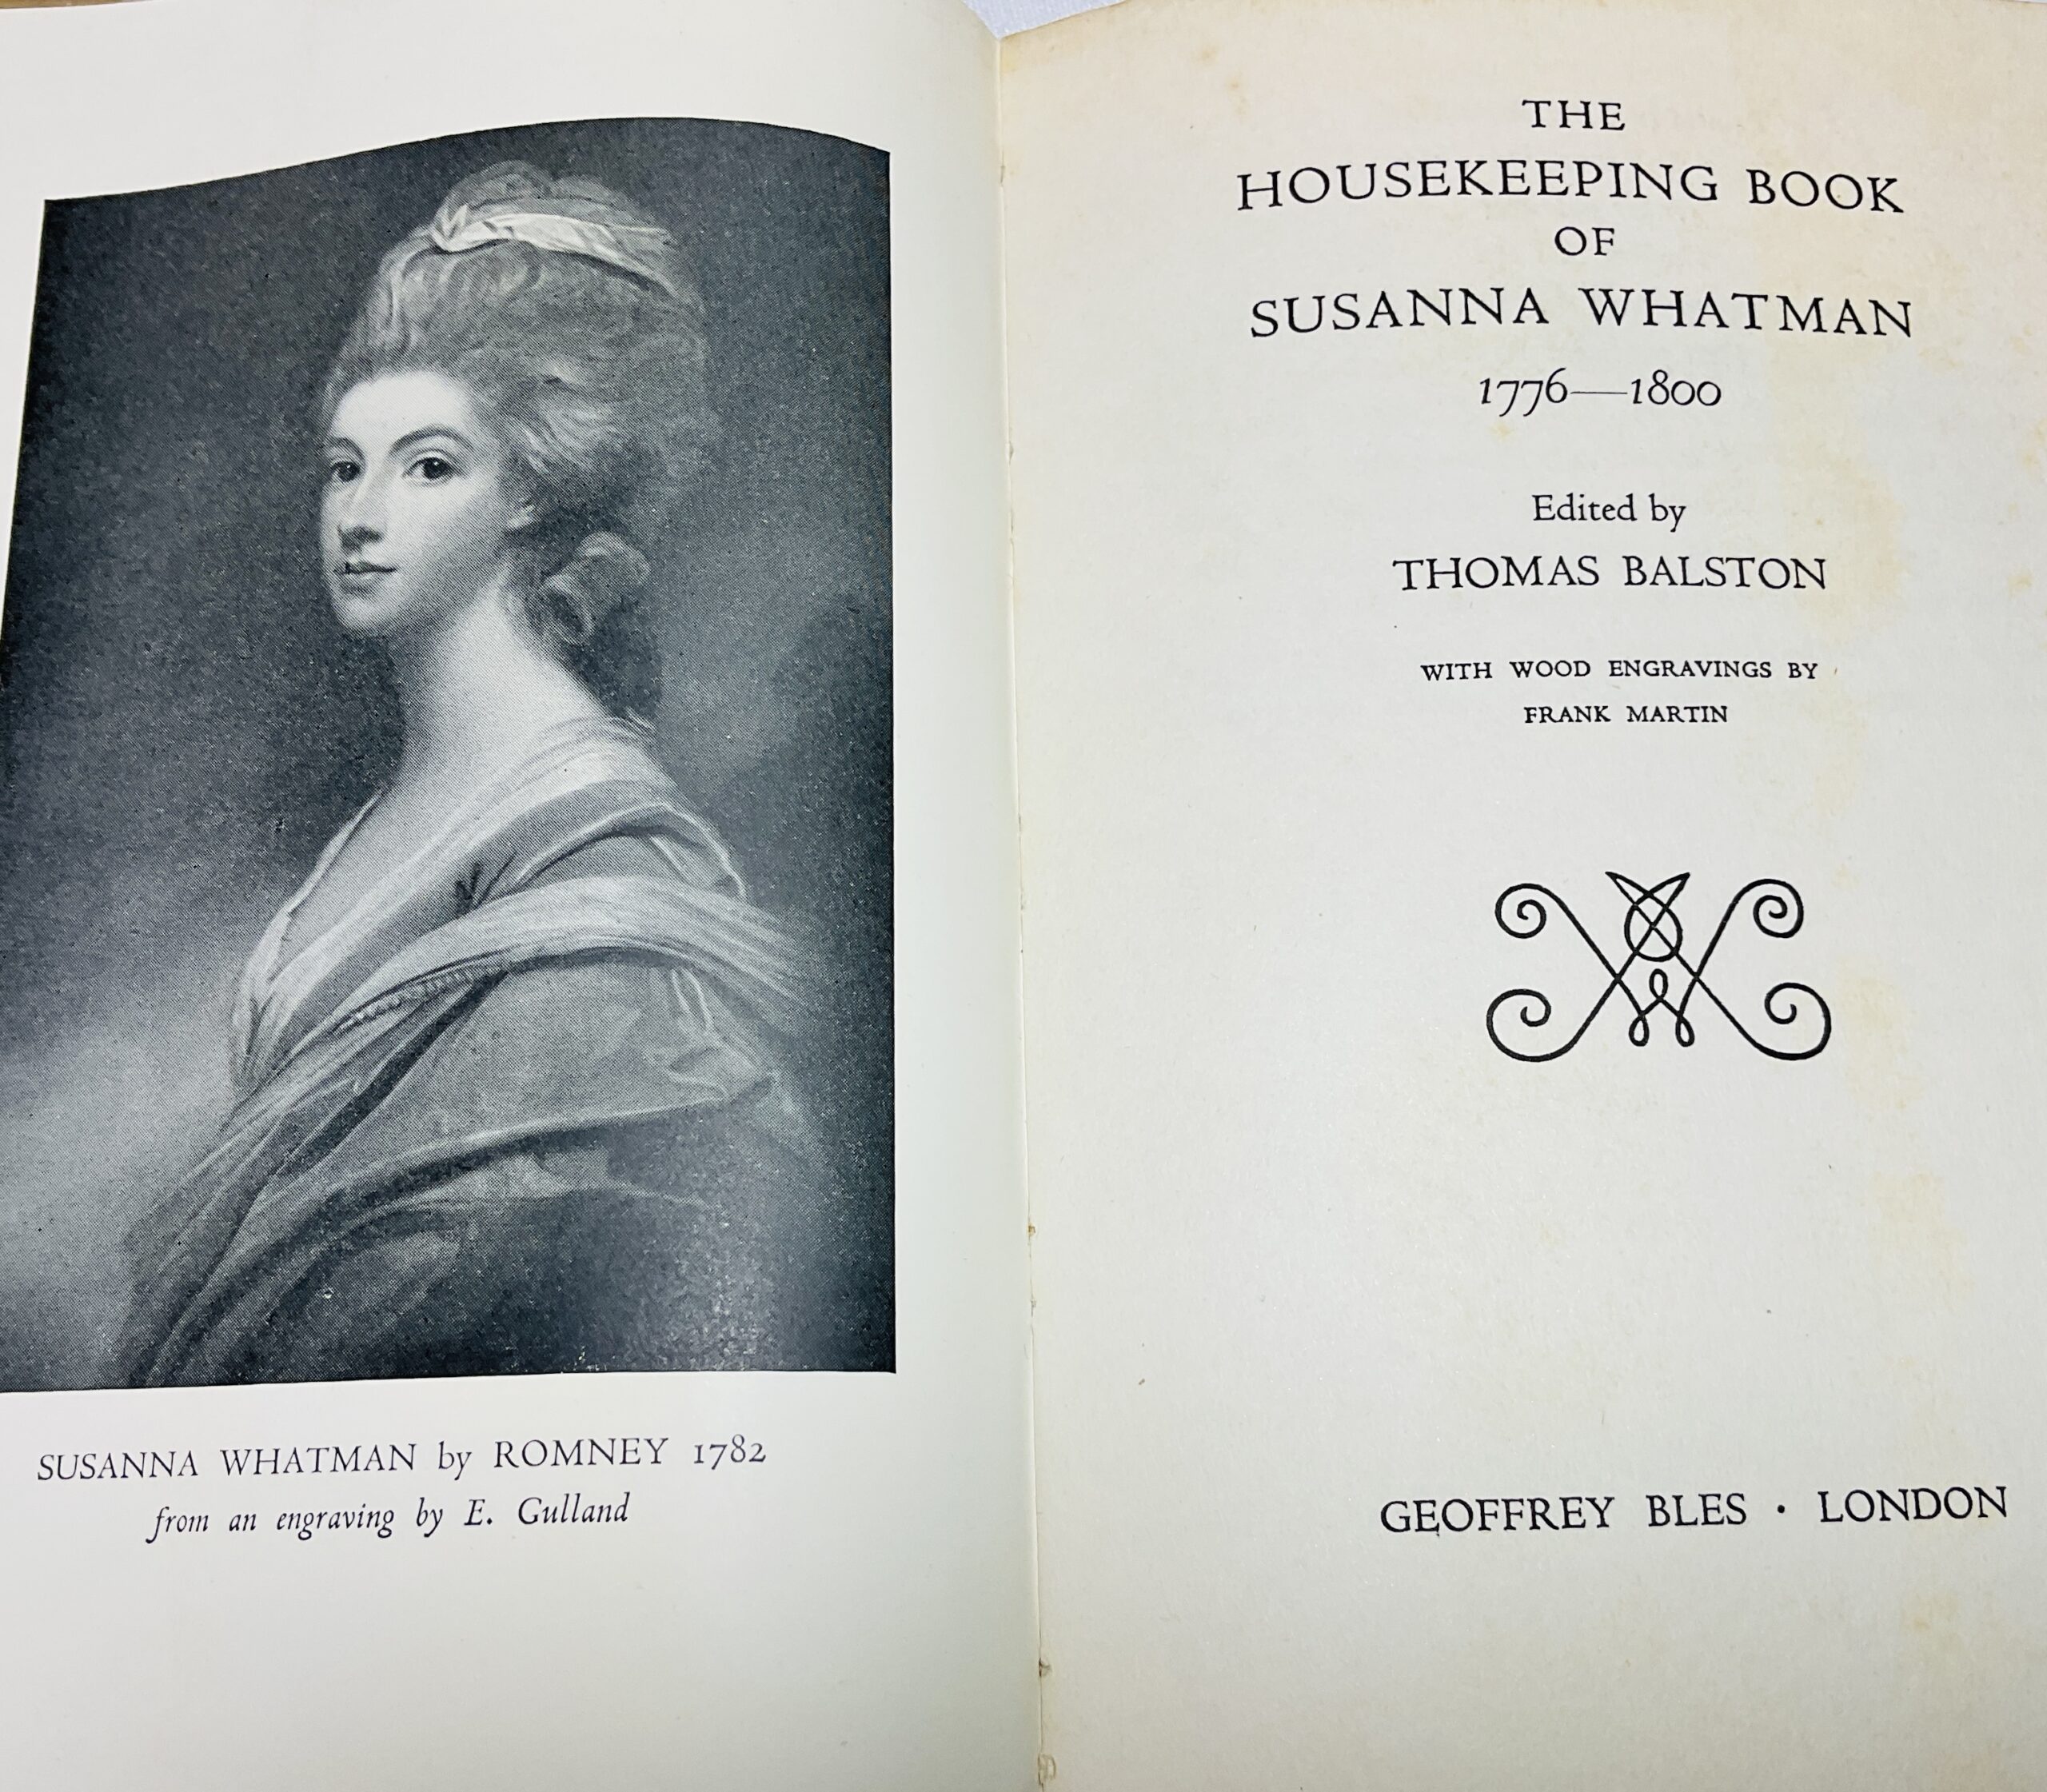 SUSANNA WHATMAN by ROMNEY 1782
from an engraving by E. Gulland
THE
HOUSEKEEPING BOOK
OF
SUSANNA WHATMAN
1776—1800
Edited by
THOMAS BALSTON
WITH WOOD ENGRAVINGS BY
FRANK MARTIN
GEOFFREY BLES · LONDON